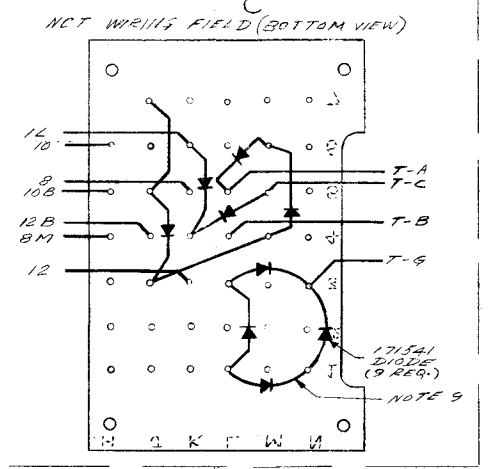 C
NCT WIRING FIELD (BOTTOM VIEW)
1L
10
8
10B
12B
8M
12
T-A
T-C
T-B
T-G
171541
DIODE
(9 REQ.)
NOTE 9
H
K
M
N